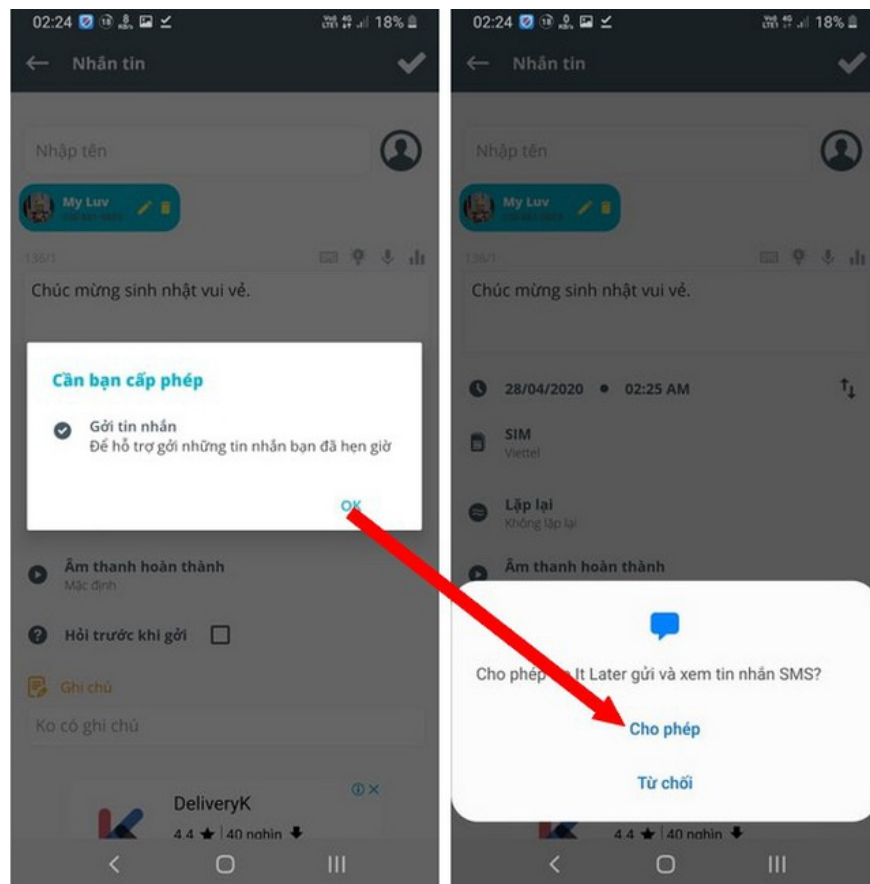 02:24
18%
Nhắn tin
Nhập tên
My Luv
136/1
Chúc mừng sinh nhật vui vẻ.
Cần bạn cấp phép
Gởi tin nhắn
Để hỗ trợ gởi những tin nhắn bạn đã hẹn giờ
OK
Âm thanh hoàn thành
Mặc định
Hỏi trước khi gởi
Ghi chú
Ko có ghi chú
DeliveryK
4.4 ★ 40 nghìn
02:24
18%
Nhắn tin
Nhập tên
My Luv
136/1
Chúc mừng sinh nhật vui vẻ.
28/04/2020 • 02:25 AM
SIM
Viettel
Lặp lại
Không lặp lại
Âm thanh hoàn thành
Cho phép It Later gửi và xem tin nhắn SMS?
Cho phép
Từ chối
4.4 ★ 40 nghìn